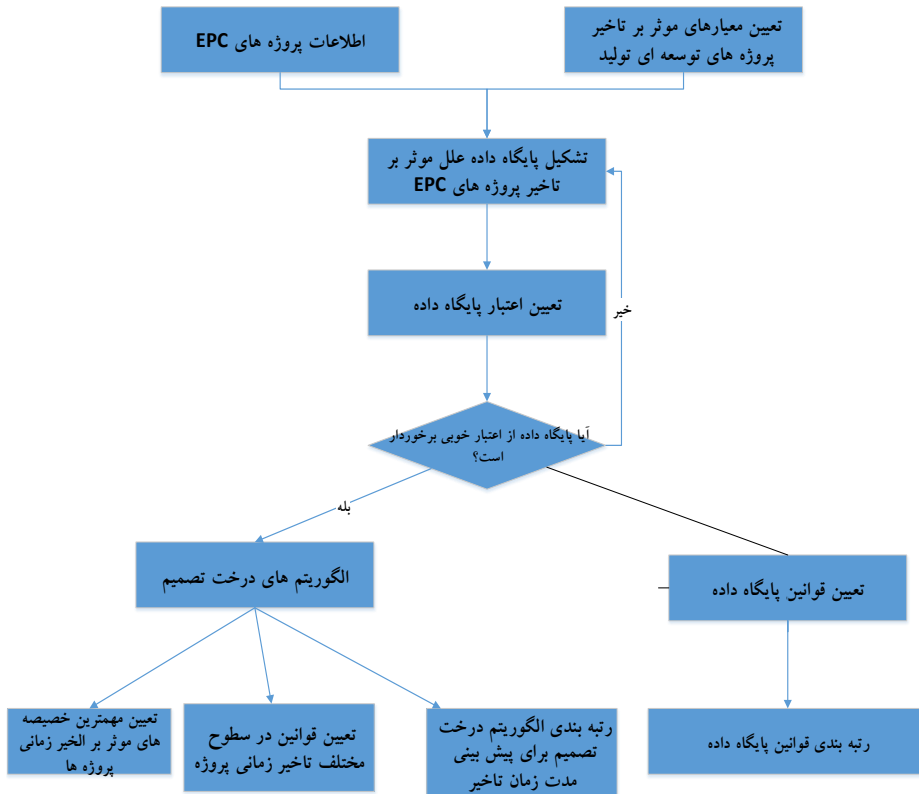 اطلاعات پروژه های EPC
تعیین معیارهای موثر بر تاخیر
پروژه های توسعه ای تولید
تشکیل پایگاه داده علل موثر بر
تاخیر پروژه های EPC
تعیین اعتبار پایگاه داده
خیر
آیا پایگاه داده از اعتبار خوبی برخوردار
است؟
بله
الگوریتم های درخت تصمیم
تعیین قوانین پایگاه داده
تعیین مهمترین خصیصه
های موثر بر الخیر زمانی
پروژه ها
تعیین قوانین در سطوح
مختلف تاخیر زمانی پروژه
رتبه بندی الگوریتم درخت
تصمیم برای پیش بینی
مدت زمان تاخیر
رتبه بندی قوانین پایگاه داده